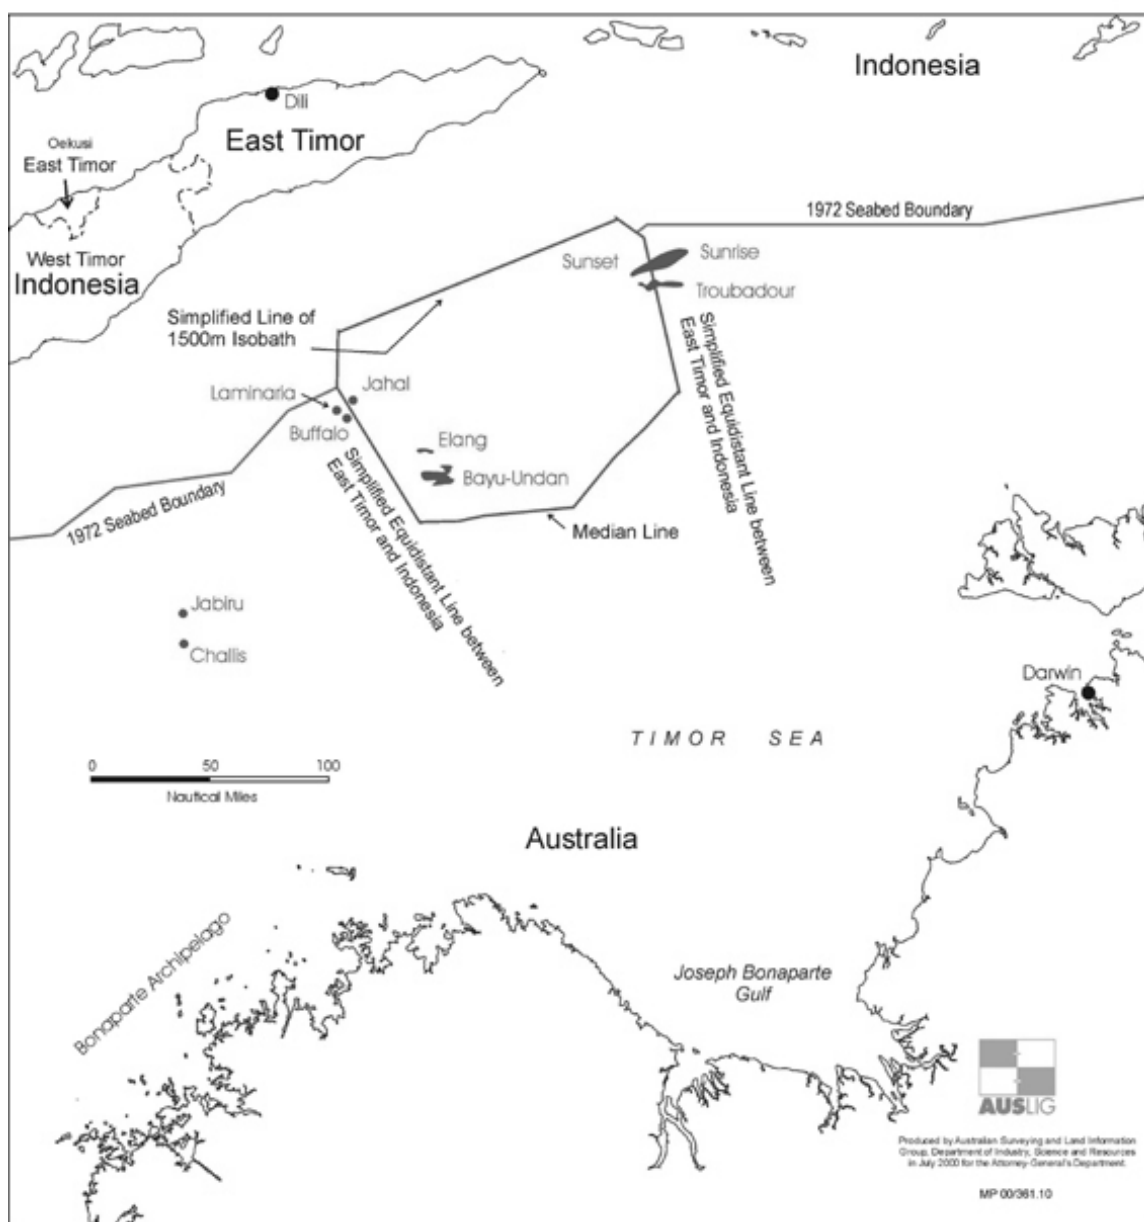 Indonesia
Dili
East Timor
Oekusi
East Timor
1972 Seabed Boundary
West Timor
Indonesia
Sunset
Sunrise
Troubadour
Simplified Line of
1500m Isobath
Simplified Equidistant Line between
East Timor and Indonesia
Laminaria
Jahal
Buffalo
Elang
Bayu-Undan
Simplified Equidistant Line between
East Timor and Indonesia
1972 Seabed Boundary
Median Line
Jabiru
Challis
Darwin
TIMOR SEA
0 50 100
Nautical Miles
Australia
Bonaparte Archipelago
Joseph Bonaparte
Gulf
AUSLIG
Produced by Australian Surveying and Land Information
Group, Department of Industry, Science and Resources
in July 2000 for the Attorney-General's Department.
MP 00/361.10